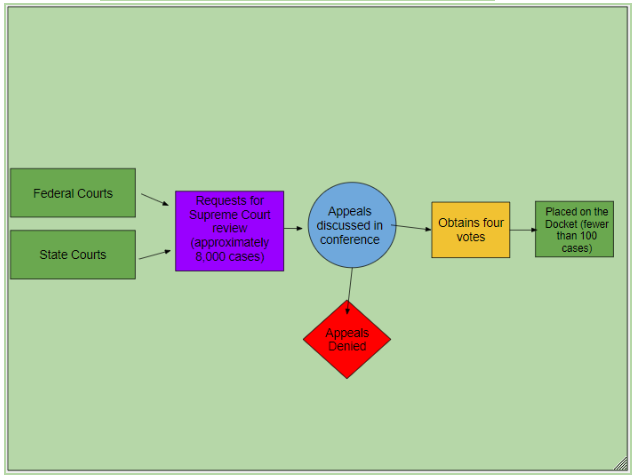 Federal Courts
State Courts
Requests for
Supreme Court
review
(approximately
8,000 cases)
Appeals
discussed in
conference
Appeals
Denied
Obtains four
votes
Placed on the
Docket (fewer
than 100
cases)